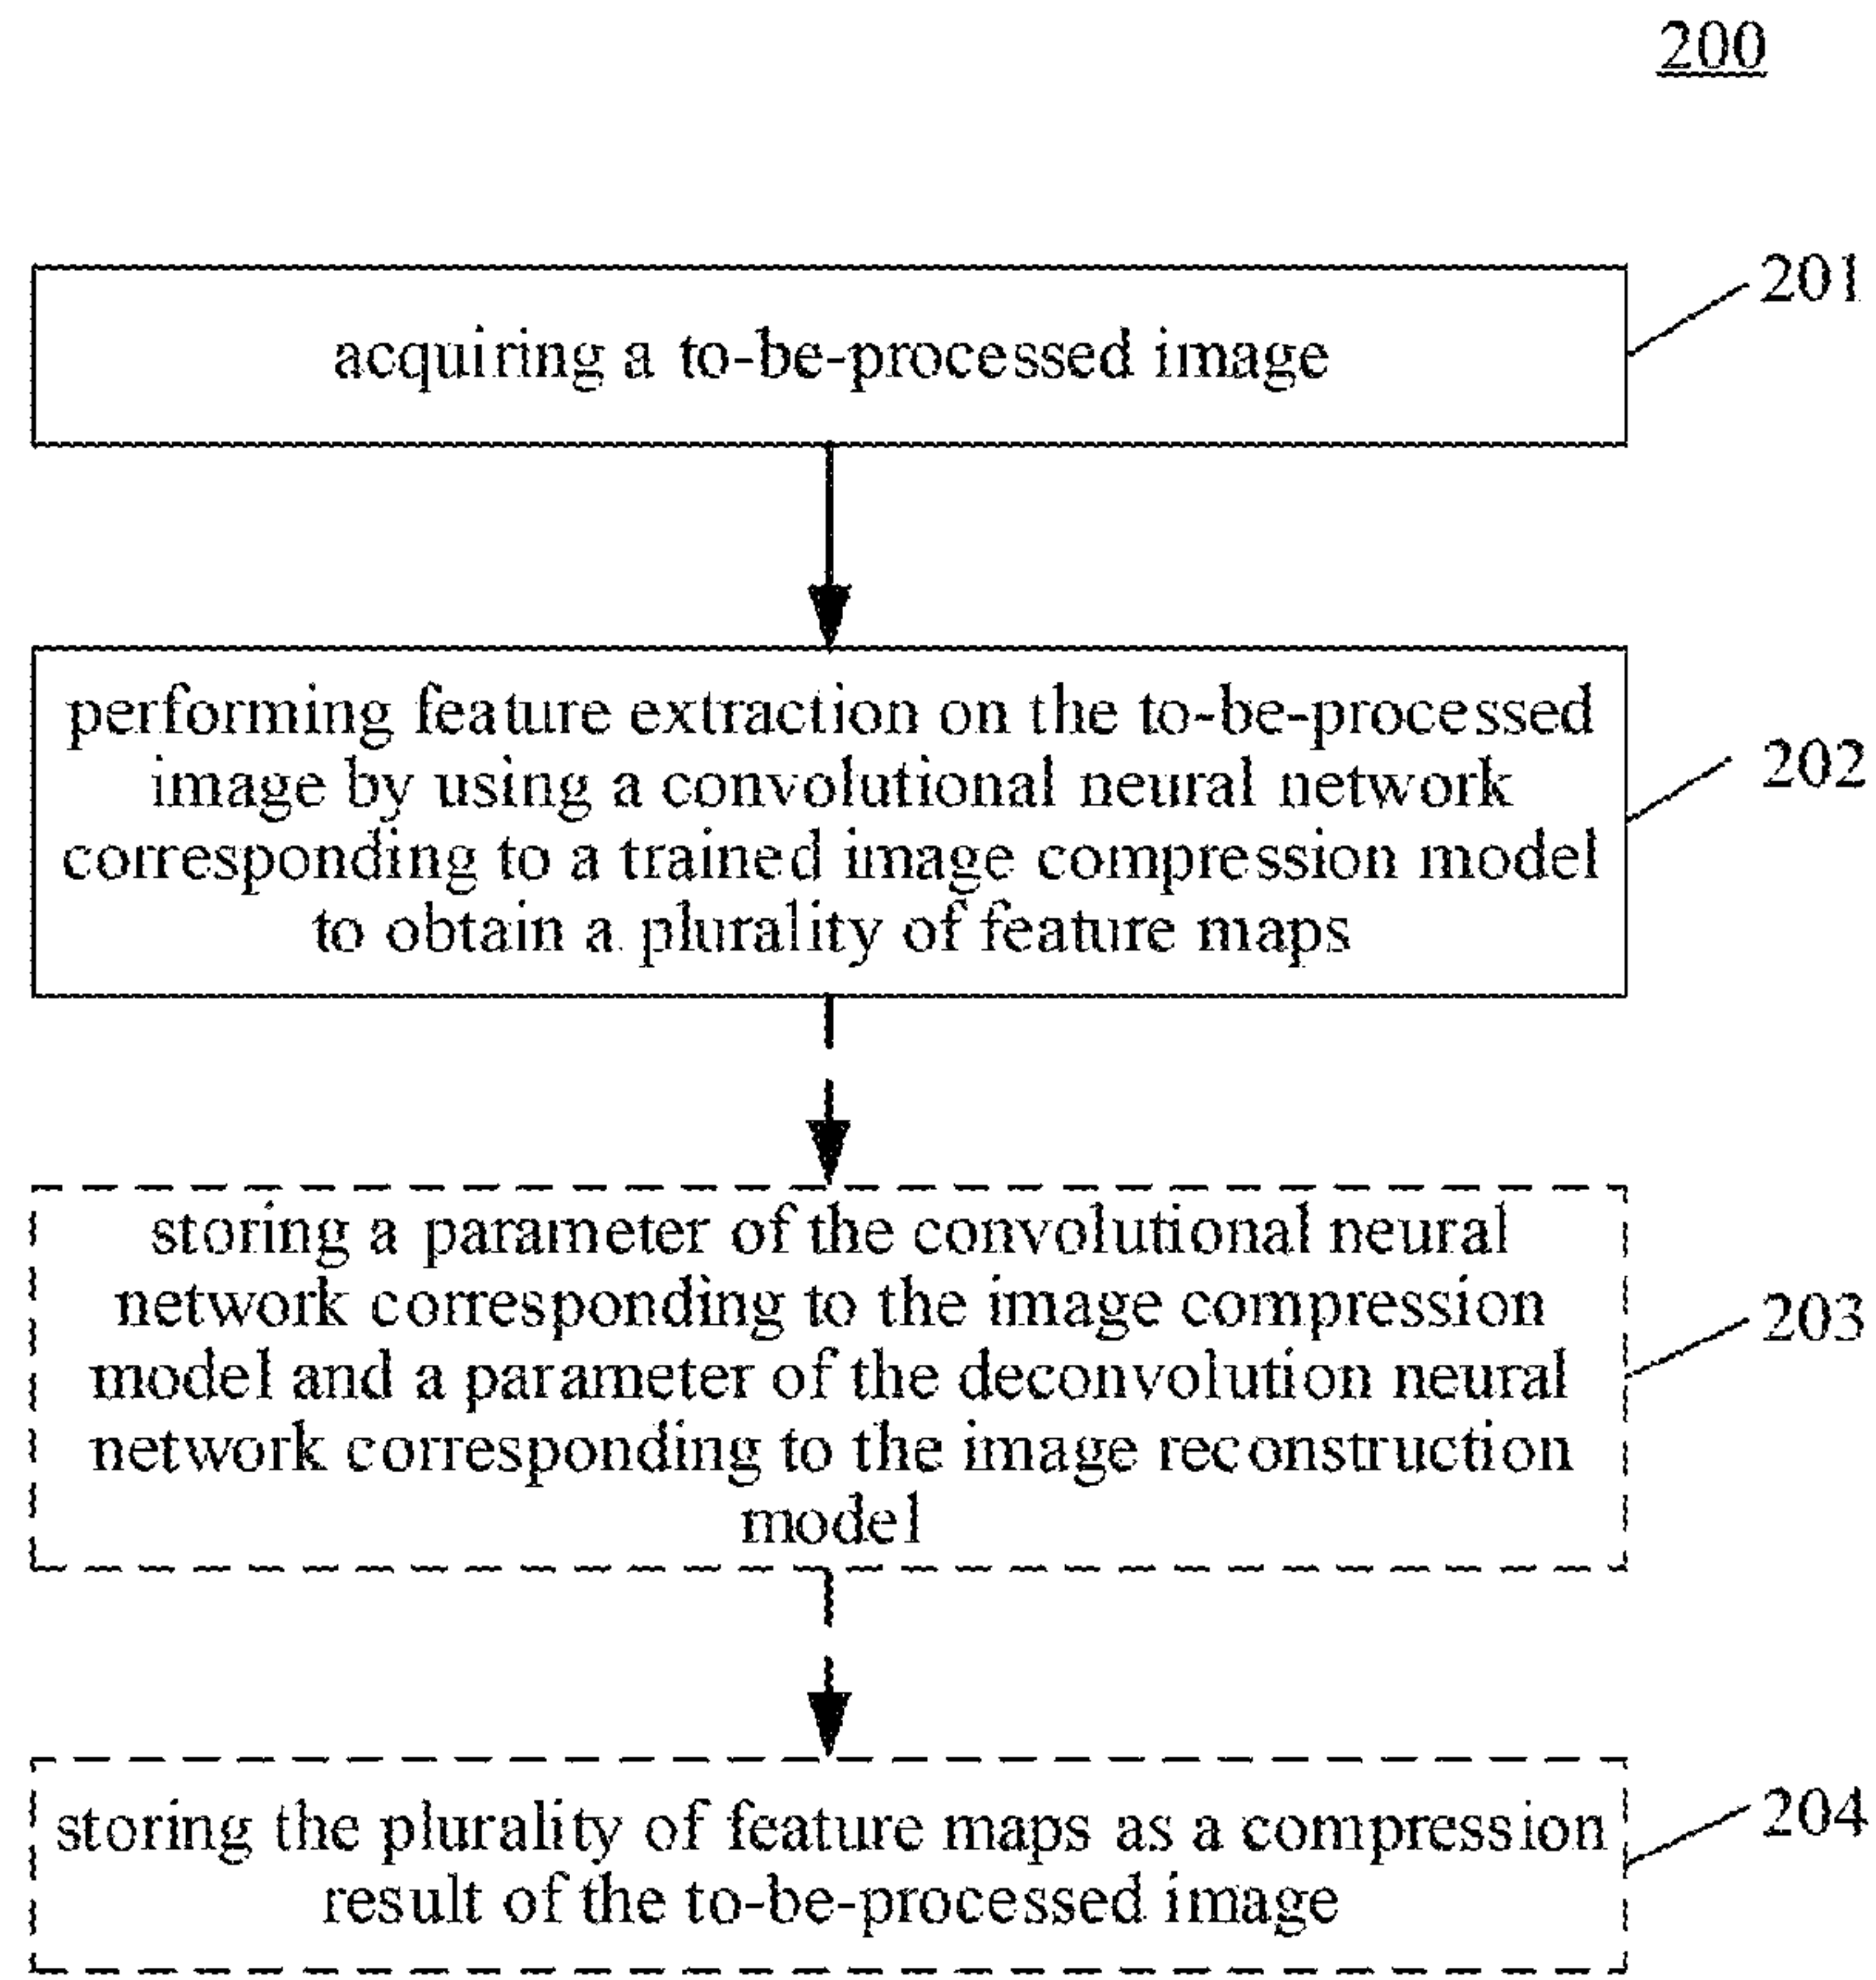 200
201
acquiring a to-be-processed image
performing feature extraction on the to-be-processed
image by using a convolutional neural network
corresponding to a trained image compression model
to obtain a plurality of feature maps
202
storing a parameter of the convolutional neural
network corresponding to the image compression
model and a parameter of the deconvolution neural
network corresponding to the image reconstruction
model
203
storing the plurality of feature maps as a compression
result of the to-be-processed image
204